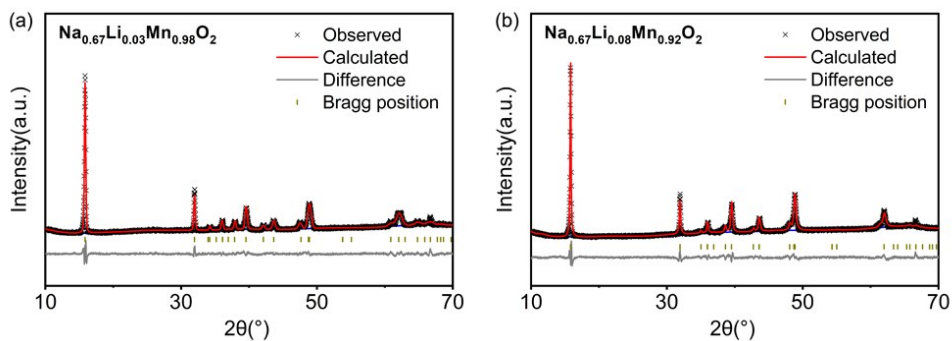 (a)
Na₀.₆₇Li₀.₀₃Mn₀.₉₈O₂
× Observed
Calculated
Difference
Bragg position
Intensity(a.u.)
10 30 50 70
2θ(°)
(b)
Na₀.₆₇Li₀.₀₈Mn₀.₉₂O₂
× Observed
Calculated
Difference
Bragg position
Intensity(a.u.)
10 30 50 70
2θ(°)